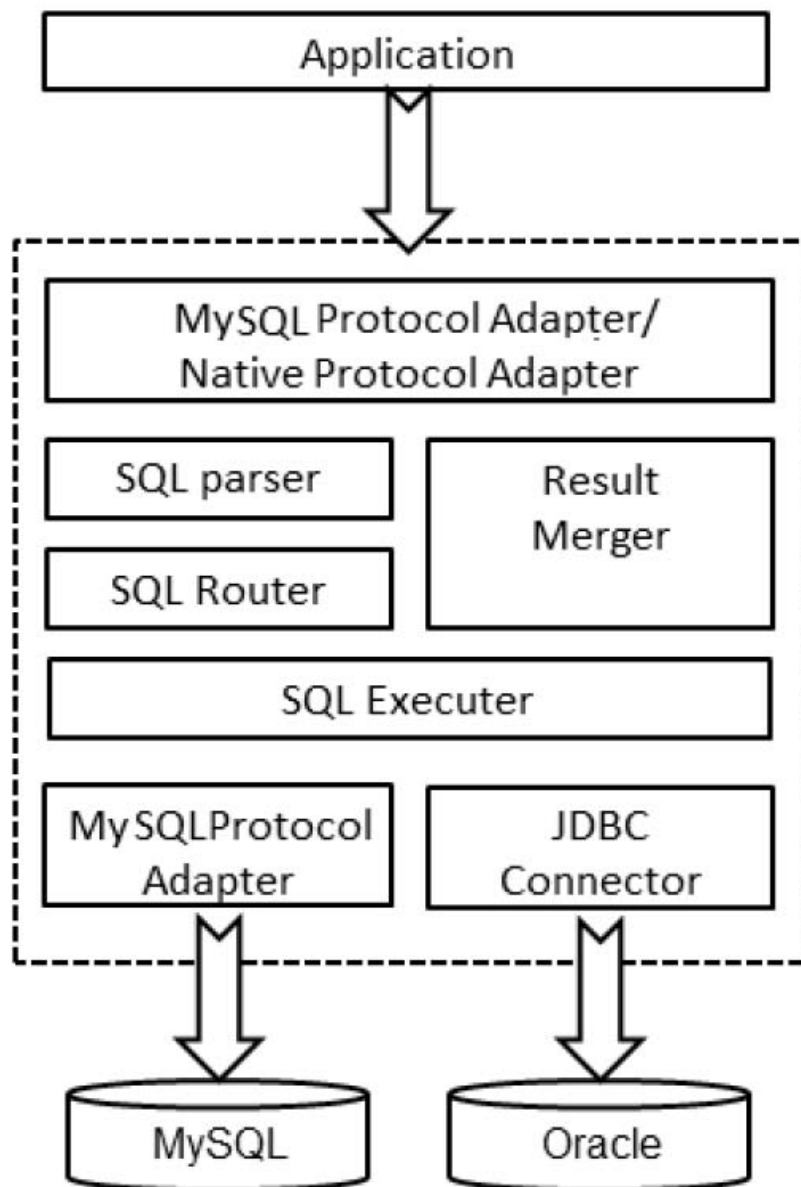 Application
MySQL Protocol Adapter/
Native Protocol Adapter
SQL parser
Result
Merger
SQL Router
SQL Executer
MySQLProtocol
Adapter
JDBC
Connector
MySQL
Oracle